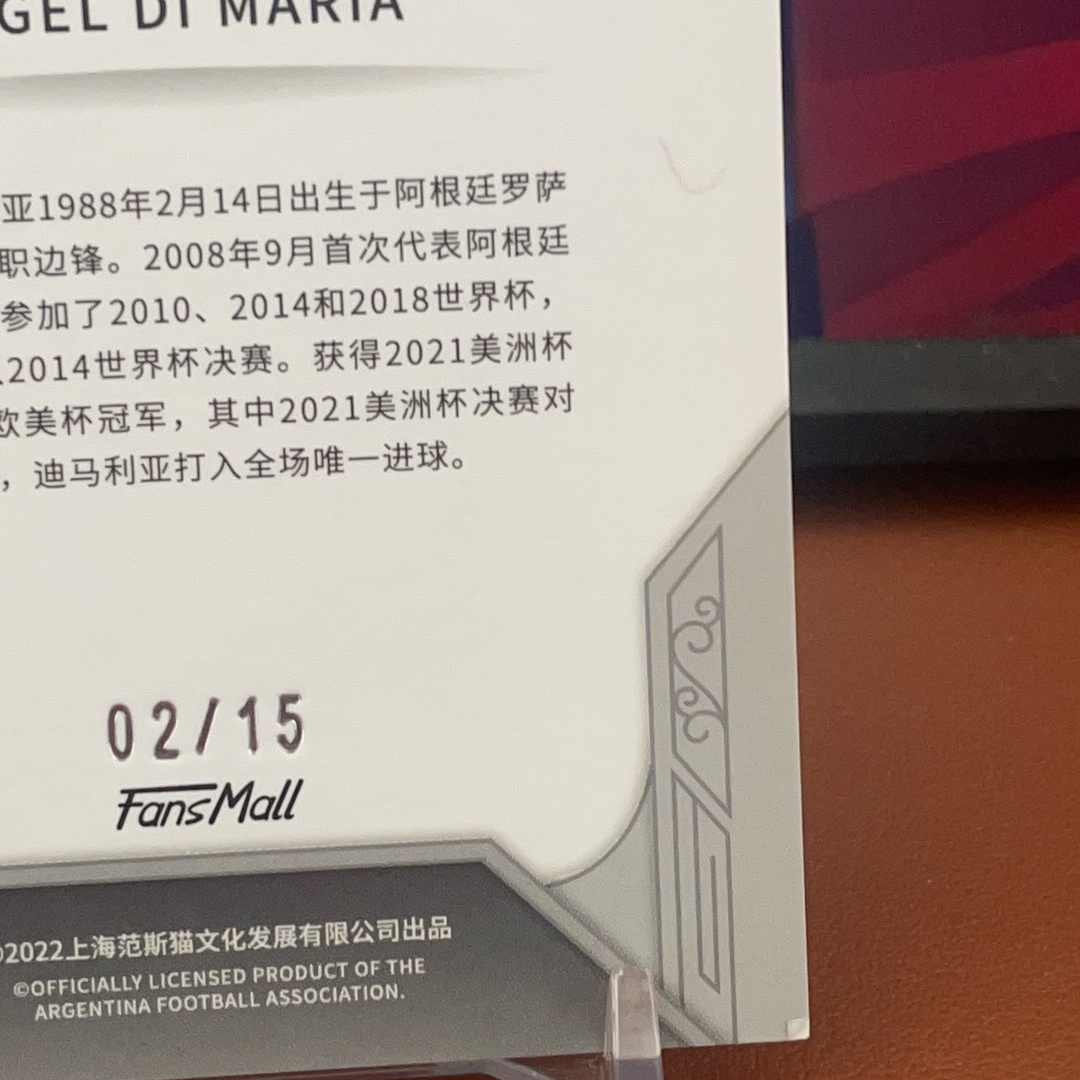 GEL DI MARIA
亚1988年2月14日出生于阿根廷罗萨
职边锋。2008年9月首次代表阿根廷
参加了2010、2014和2018世界杯，
2014世界杯决赛。获得2021美洲杯
欧美杯冠军，其中2021美洲杯决赛对
，迪马利亚打入全场唯一进球。
02/15
FansMall
©2022上海范斯猫文化发展有限公司出品
©OFFICIALLY LICENSED PRODUCT OF THE
ARGENTINA FOOTBALL ASSOCIATION.